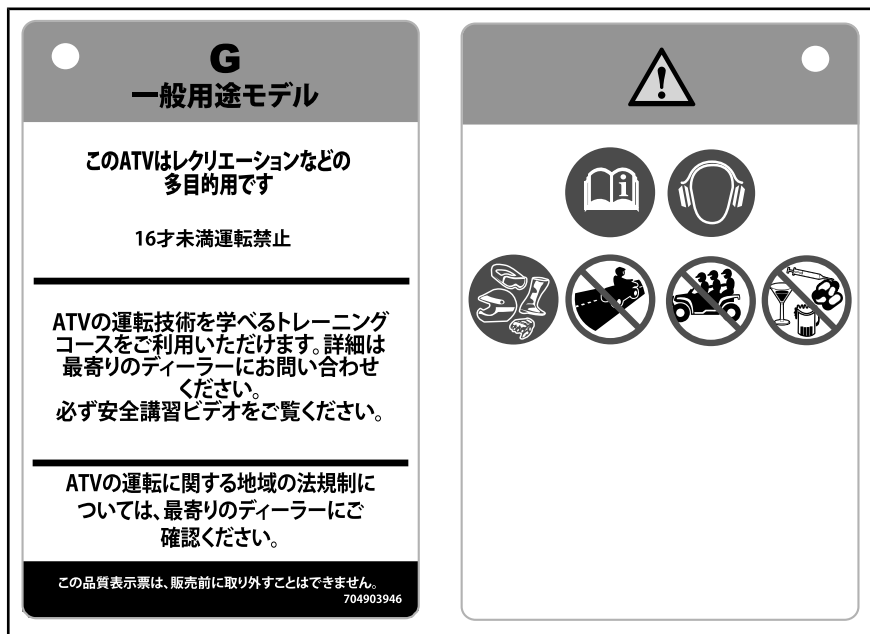 G
一般用途モデル
このATVはレクリエーションなどの
多目的用です
16才未満運転禁止
ATVの運転技術を学べるトレーニング
コースをご利用いただけます。詳細は
最寄りのディーラーにお問い合わせ
ください。
必ず安全講習ビデオをご覧ください。
ATVの運転に関する地域の法規制に
ついては、最寄りのディーラーにご
確認ください。
この品質表示票は、販売前に取り外すことはできません。
704903946